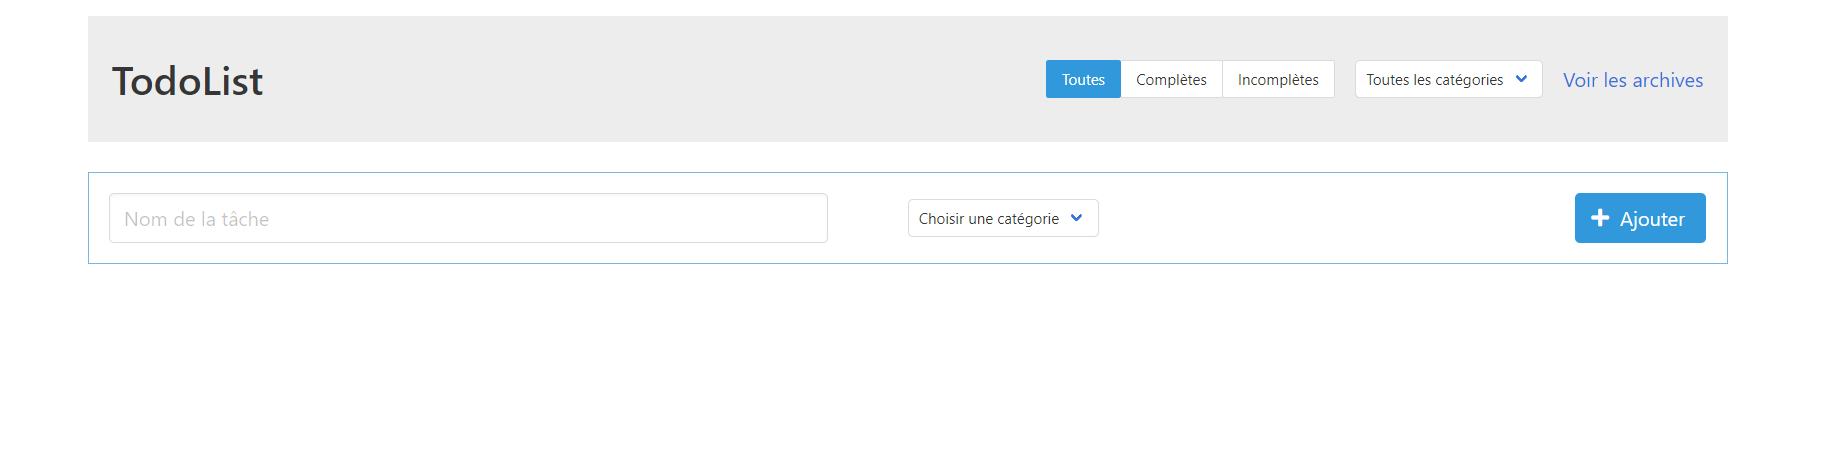 TodoList
Toutes Complètes Incomplètes Toutes les catégories Voir les archives
Nom de la tâche Choisir une catégorie Ajouter